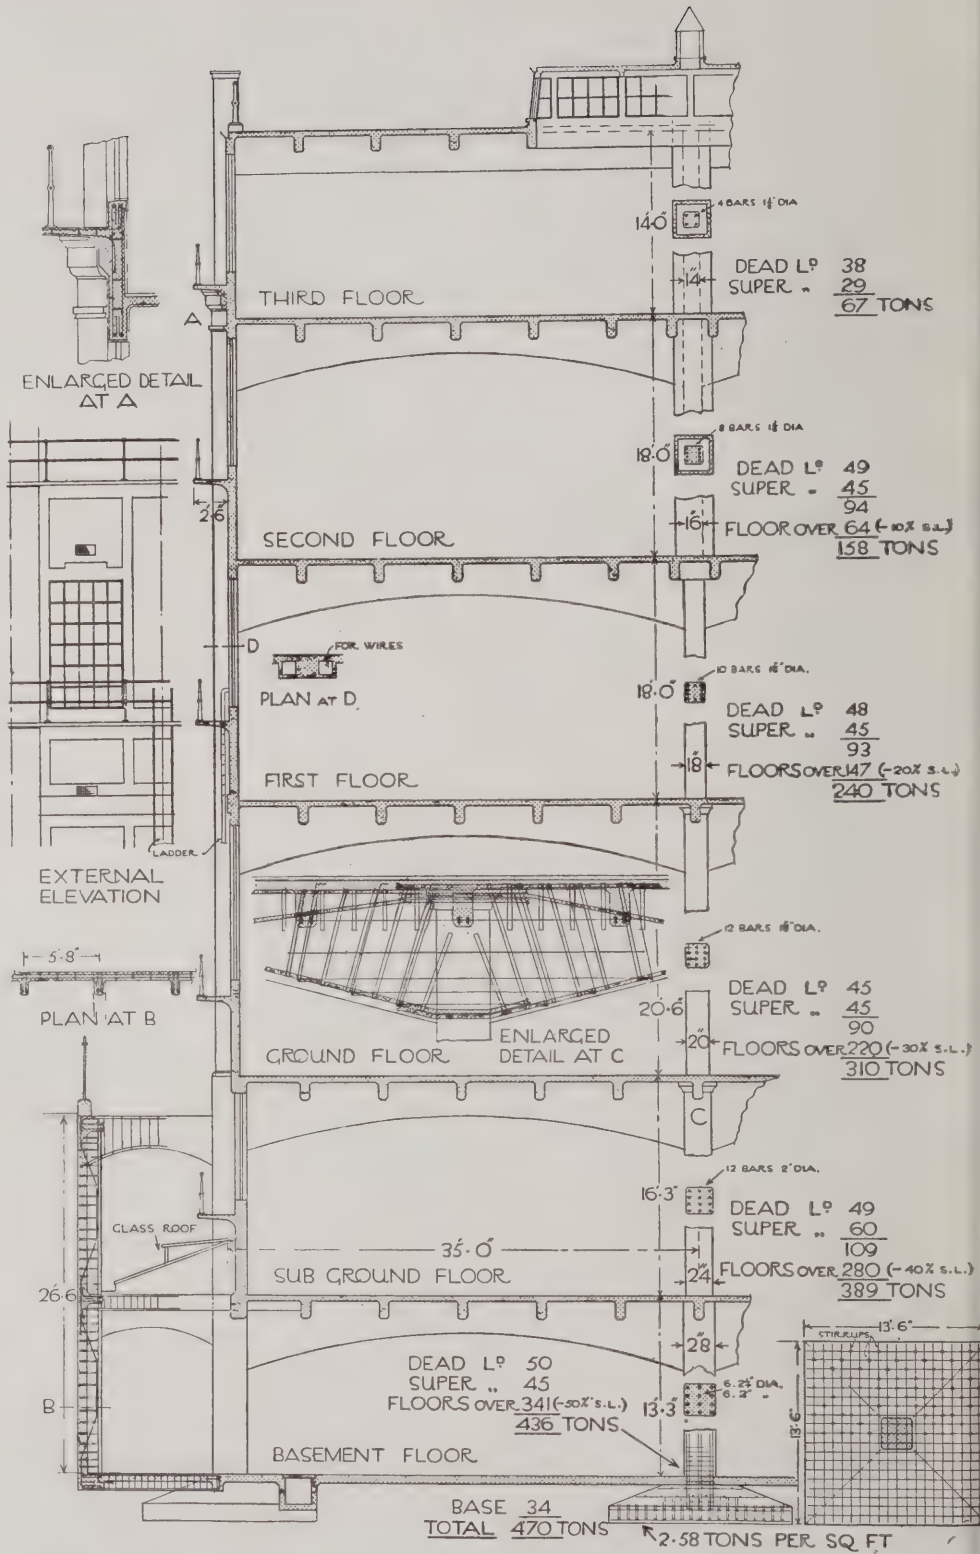 4 BARS 1⅛" DIA
14'·0"
14"
DEAD Lᴰ 38
SUPER „ 29
67 TONS
THIRD FLOOR
A
ENLARGED DETAIL
AT A
8 BARS DIA
18'·0"
DEAD Lᴰ 49
SUPER „ 45
94
16"
FLOOR OVER 64 (-10% S.L.)
158 TONS
2'·6"
SECOND FLOOR
D
FOR WIRES
PLAN AT D
10 BARS DIA.
18'·0"
DEAD Lᴰ 48
SUPER „ 45
93
18"
FLOORS OVER 147 (-20% S.L.)
240 TONS
FIRST FLOOR
LADDER
EXTERNAL
ELEVATION
12 BARS DIA.
5'·8"
PLAN AT B
DEAD Lᴰ 45
SUPER „ 45
90
20'·6"
20"
FLOORS OVER 220 (-30% S.L.)
310 TONS
ENLARGED
DETAIL AT C
GROUND FLOOR
C
12 BARS 2" DIA.
16'·3"
DEAD Lᴰ 49
SUPER „ 60
109
GLASS ROOF
35'·0"
24"
FLOORS OVER 280 (-40% S.L.)
389 TONS
SUB GROUND FLOOR
26'·6"
13'·6"
STIRRUPS
28"
DEAD Lᴰ 50
SUPER „ 45
FLOORS OVER 341 (-50% S.L.)
436 TONS
6·2¼" DIA.
6·2" „
13'·3"
13'·6"
B
BASEMENT FLOOR
BASE 34
TOTAL 470 TONS
2·58 TONS PER SQ FT